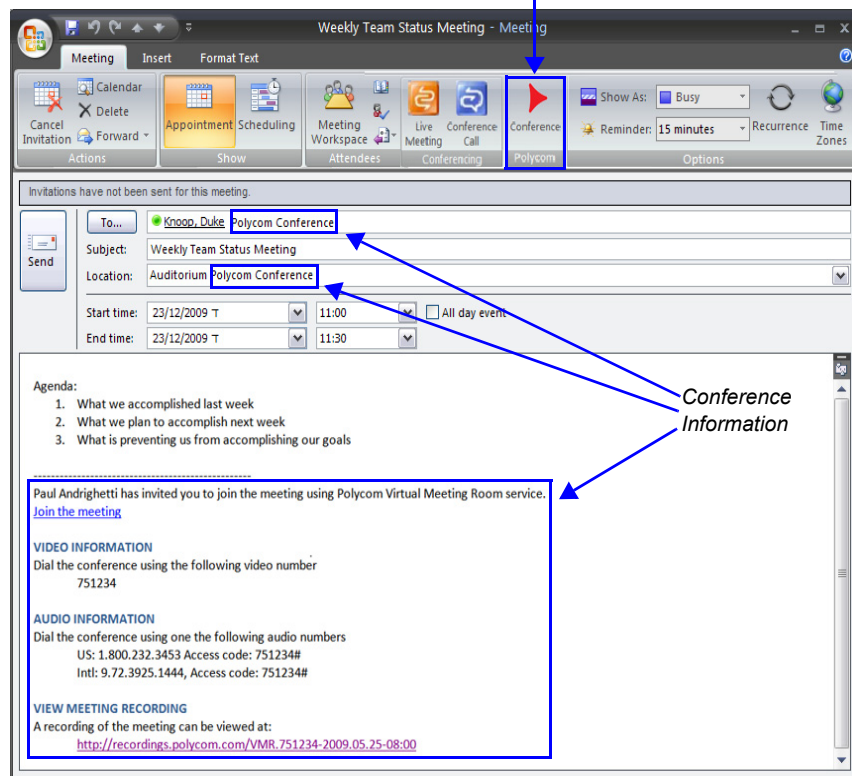 Weekly Team Status Meeting - Meeting
Meeting Insert Format Text
Cancel Invitation
Calendar
Delete
Forward
Actions
Appointment Scheduling
Show
Meeting Workspace
Attendees
Live Meeting
Conference Call
Conferencing
Conference
Polycom
Show As: Busy
Reminder: 15 minutes
Recurrence
Time Zones
Options
Invitations have not been sent for this meeting.
Send
To... Knoop, Duke Polycom Conference
Subject: Weekly Team Status Meeting
Location: Auditorium Polycom Conference
Start time: 23/12/2009 ד 11:00 All day event
End time: 23/12/2009 ד 11:30
Conference
Information
Agenda:
1. What we accomplished last week
2. What we plan to accomplish next week
3. What is preventing us from accomplishing our goals
--------------------------------------------------
Paul Andrighetti has invited you to join the meeting using Polycom Virtual Meeting Room service.
Join the meeting
VIDEO INFORMATION
Dial the conference using the following video number
751234
AUDIO INFORMATION
Dial the conference using one the following audio numbers
US: 1.800.232.3453 Access code: 751234#
Intl: 9.72.3925.1444, Access code: 751234#
VIEW MEETING RECORDING
A recording of the meeting can be viewed at:
http://recordings.polycom.com/VMR.751234-2009.05.25-08:00